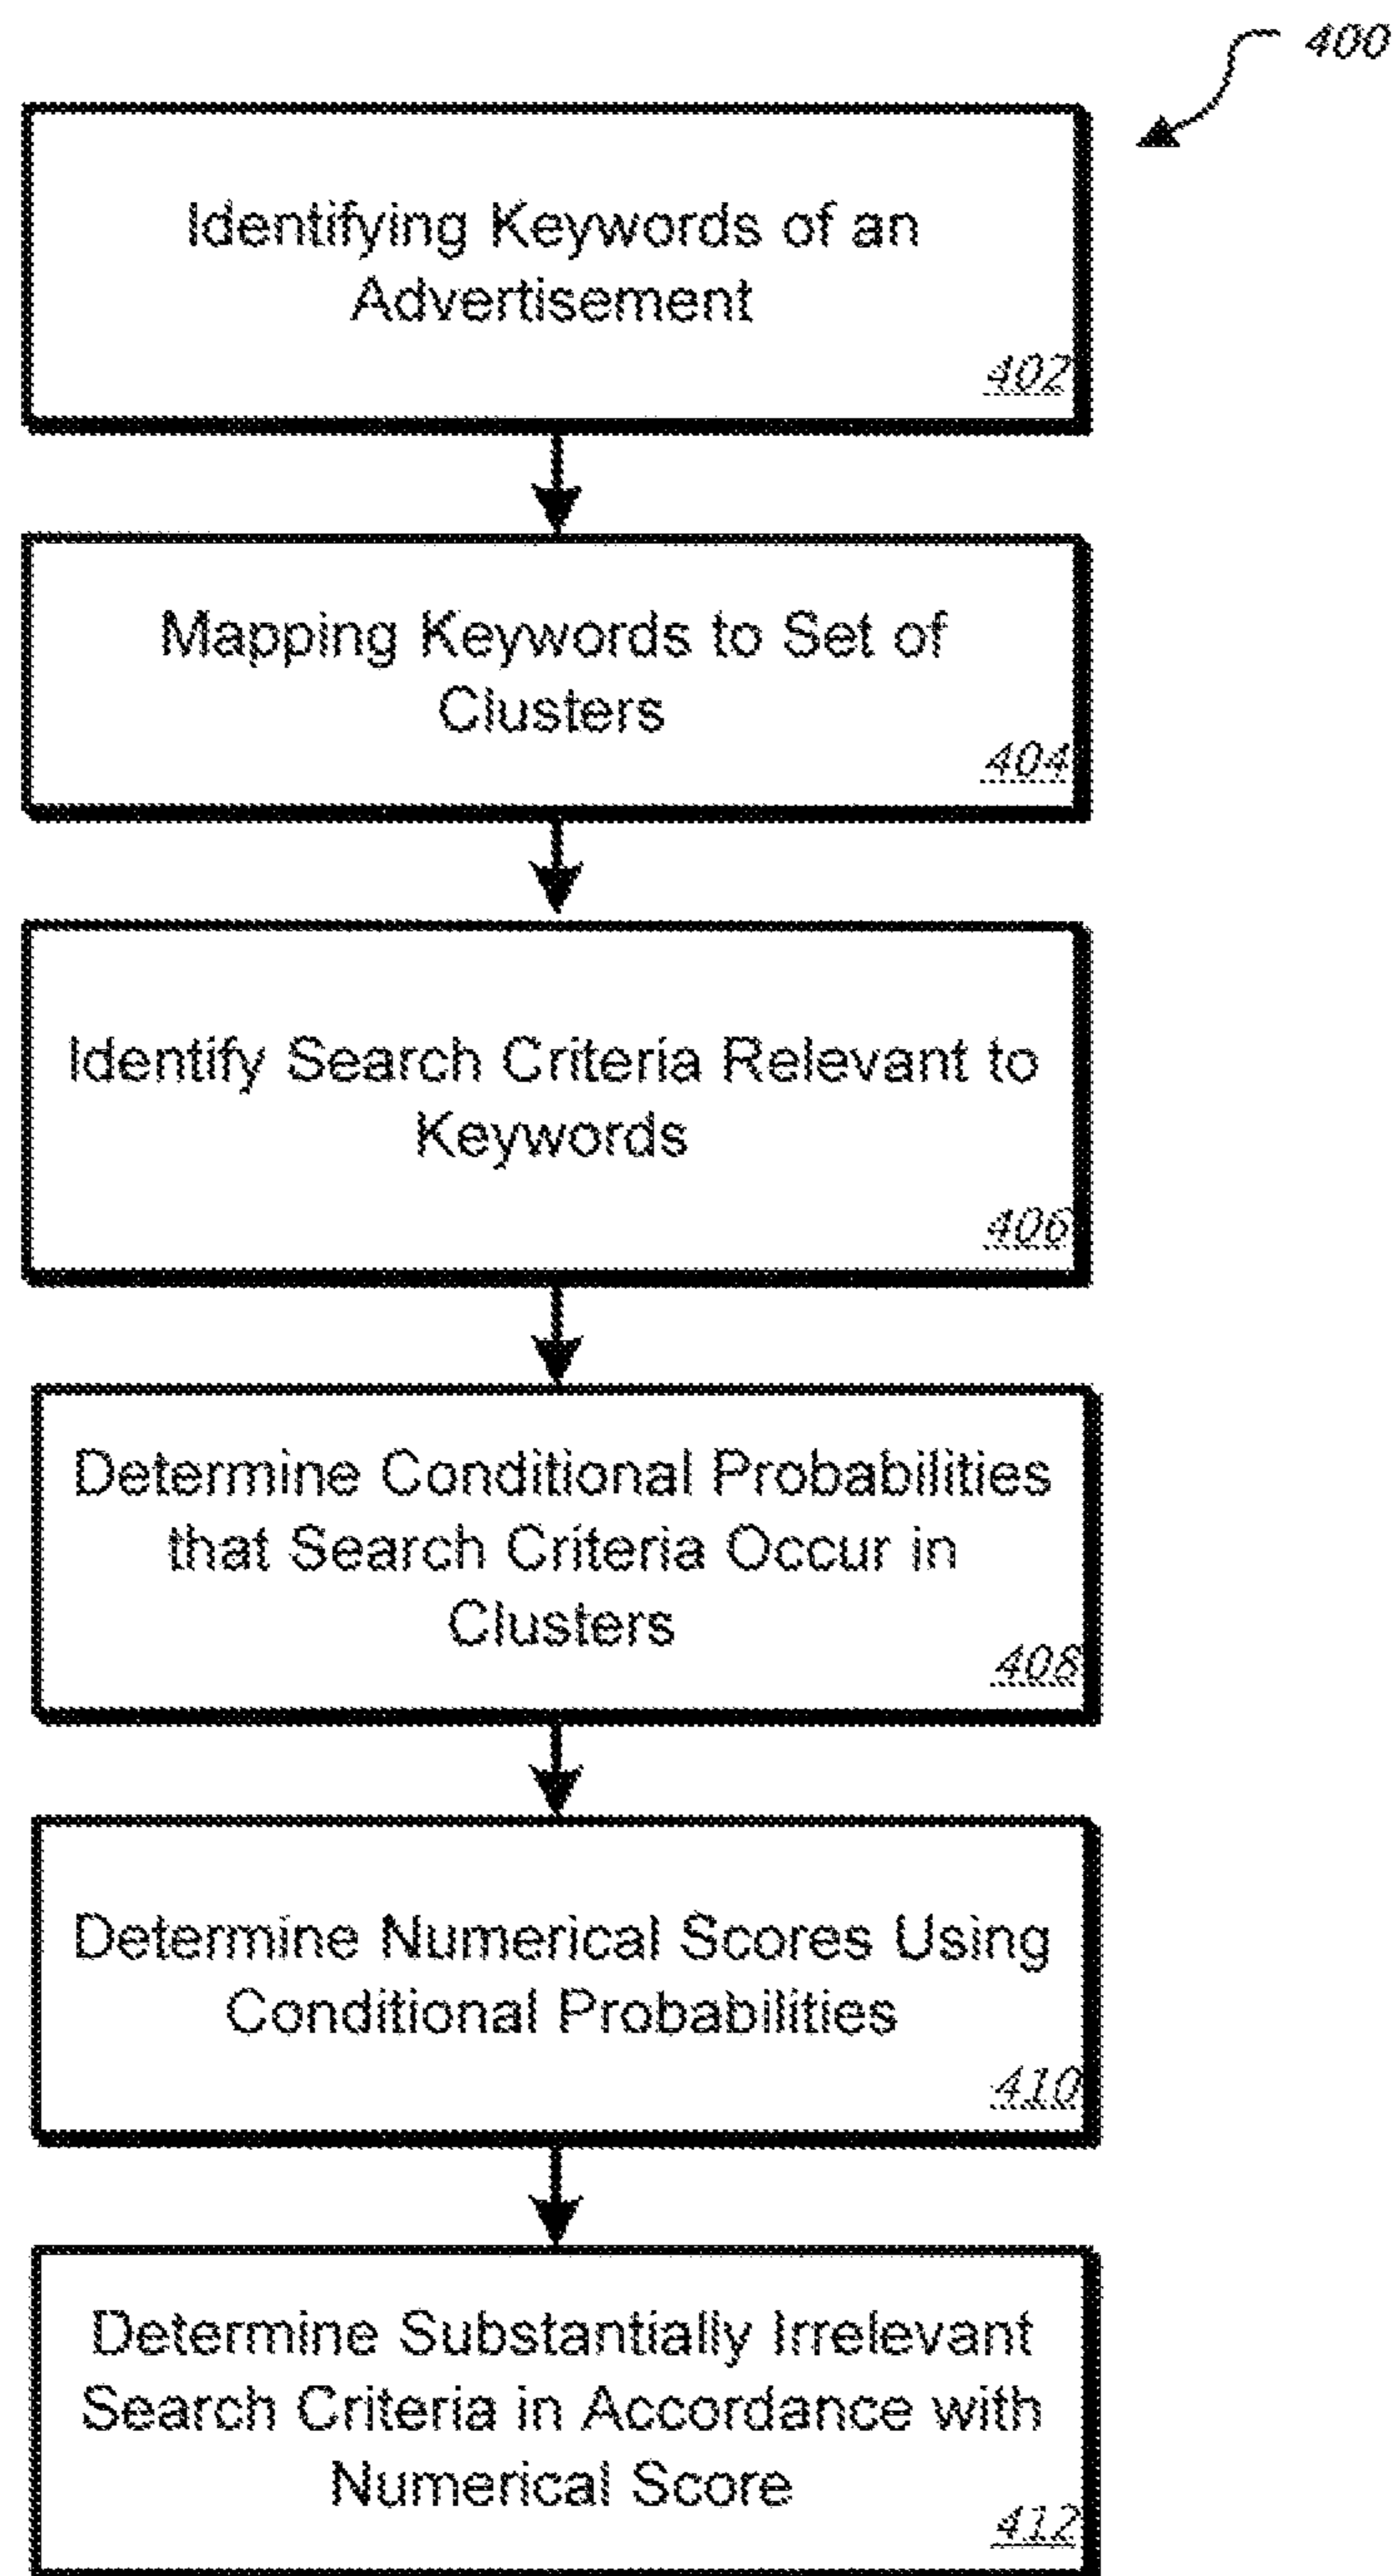 400
Identifying Keywords of an
Advertisement
402
Mapping Keywords to Set of
Clusters
404
Identify Search Criteria Relevant to
Keywords
406
Determine Conditional Probabilities
that Search Criteria Occur in
Clusters
408
Determine Numerical Scores Using
Conditional Probabilities
410
Determine Substantially Irrelevant
Search Criteria in Accordance with
Numerical Score
412